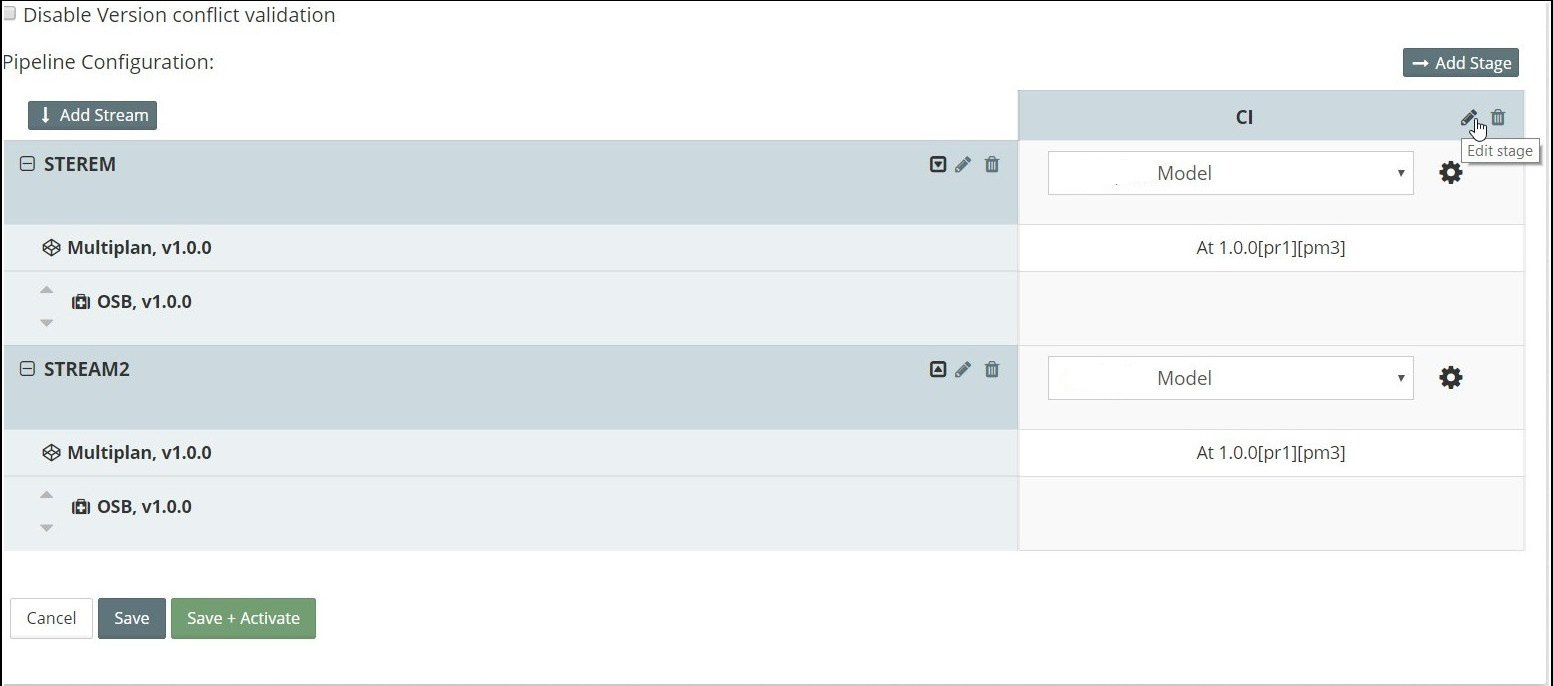 Disable Version conflict validation
Pipeline Configuration:
Add Stage
Add Stream
CI
Edit stage
STEREM
Model
Multiplan, v1.0.0
At 1.0.0[pr1][pm3]
OSB, v1.0.0
STREAM2
Model
Multiplan, v1.0.0
At 1.0.0[pr1][pm3]
OSB, v1.0.0
Cancel
Save
Save + Activate